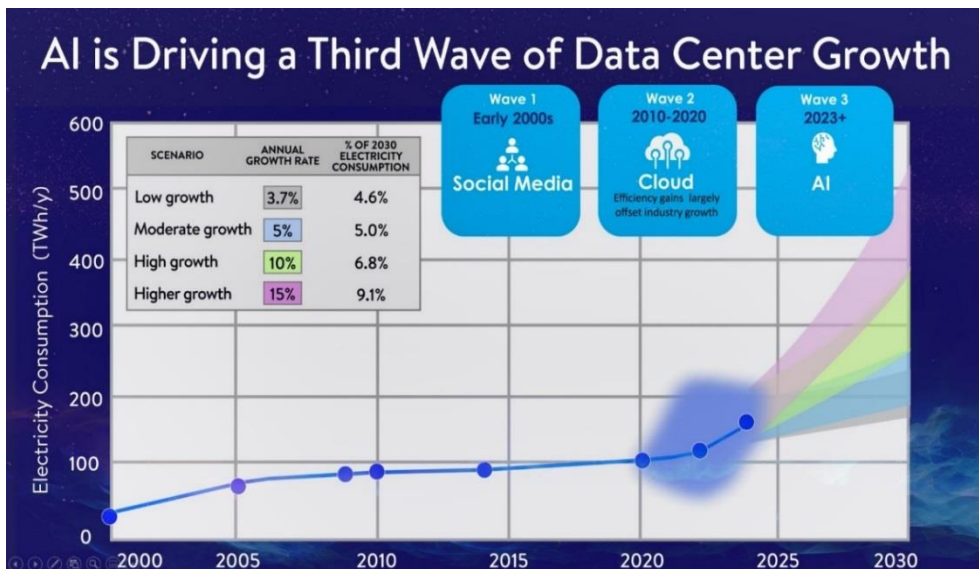 AI is Driving a Third Wave of Data Center Growth
Wave 1
Early 2000s
Social Media
Wave 2
2010-2020
Cloud
Efficiency gains largely
offset industry growth
Wave 3
2023+
AI
Electricity Consumption (TWh/y)
600
500
400
300
200
100
0
SCENARIO
ANNUAL
GROWTH RATE
% OF 2030
ELECTRICITY
CONSUMPTION
Low growth 3.7% 4.6%
Moderate growth 5% 5.0%
High growth 10% 6.8%
Higher growth 15% 9.1%
2000 2005 2010 2015 2020 2025 2030